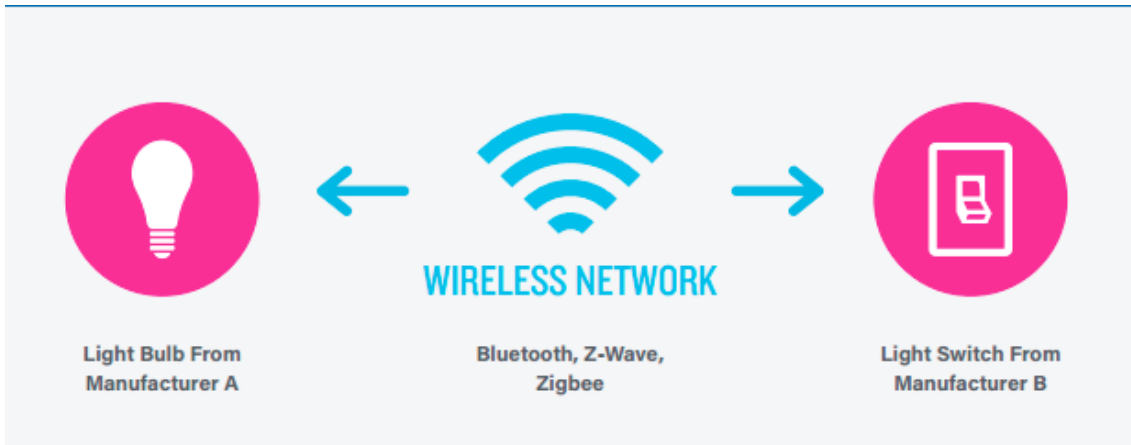 WIRELESS NETWORK
Light Bulb From
Manufacturer A
Bluetooth, Z-Wave,
Zigbee
Light Switch From
Manufacturer B